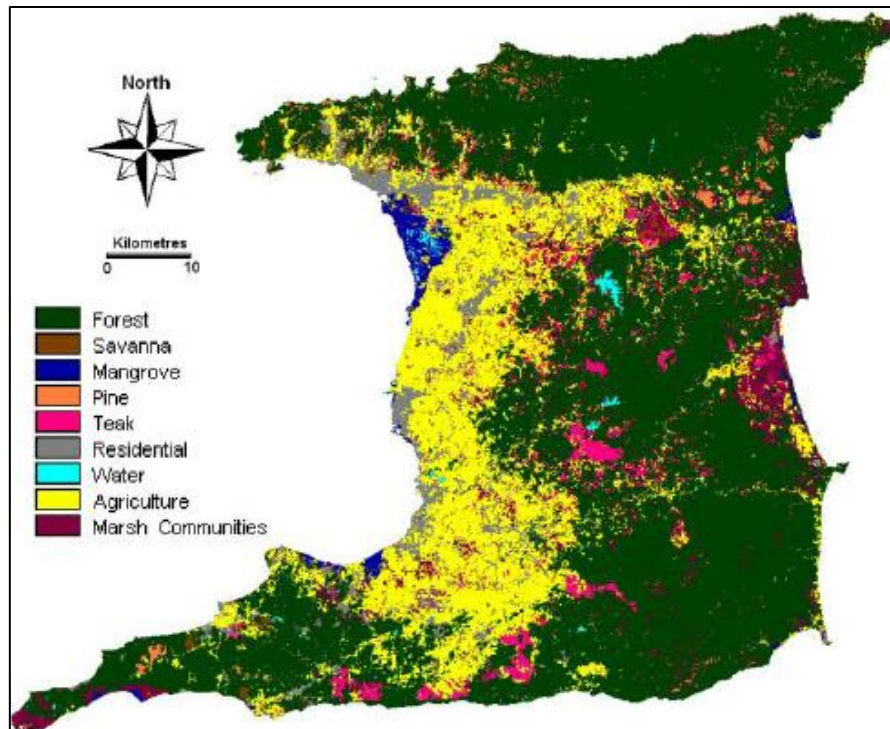 North
Kilometres
0 10
Forest
Savanna
Mangrove
Pine
Teak
Residential
Water
Agriculture
Marsh Communities